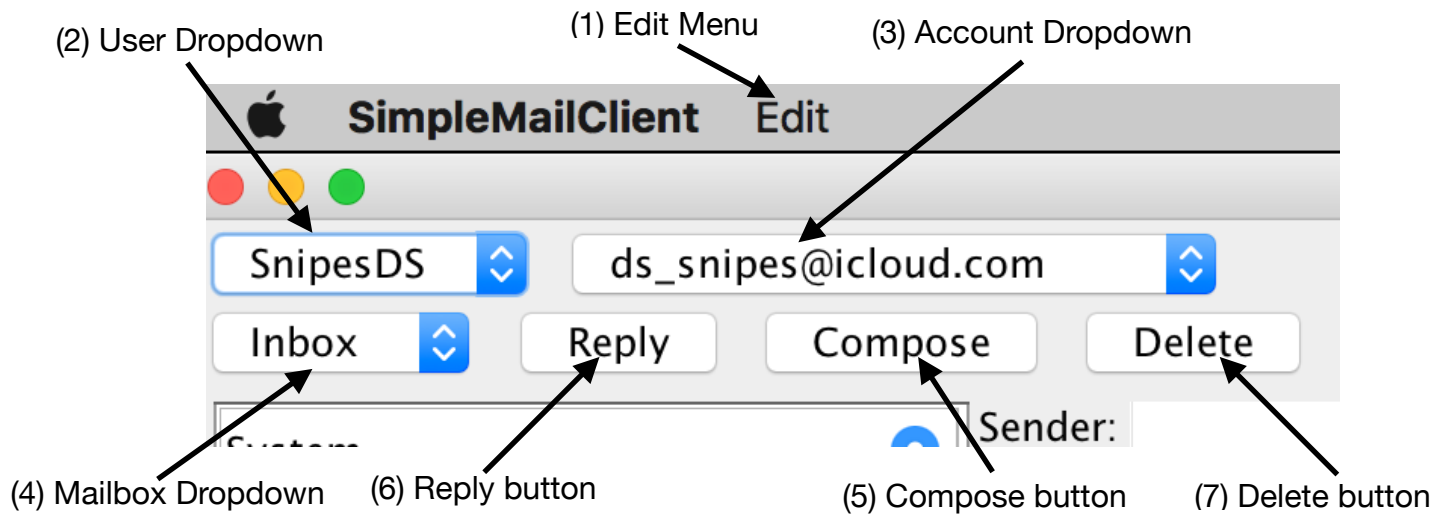 (1) Edit Menu
(2) User Dropdown
(3) Account Dropdown
SimpleMailClient Edit
SnipesDS ds_snipes@icloud.com
Inbox Reply Compose Delete
System
Sender:
(4) Mailbox Dropdown
(6) Reply button
(5) Compose button
(7) Delete button